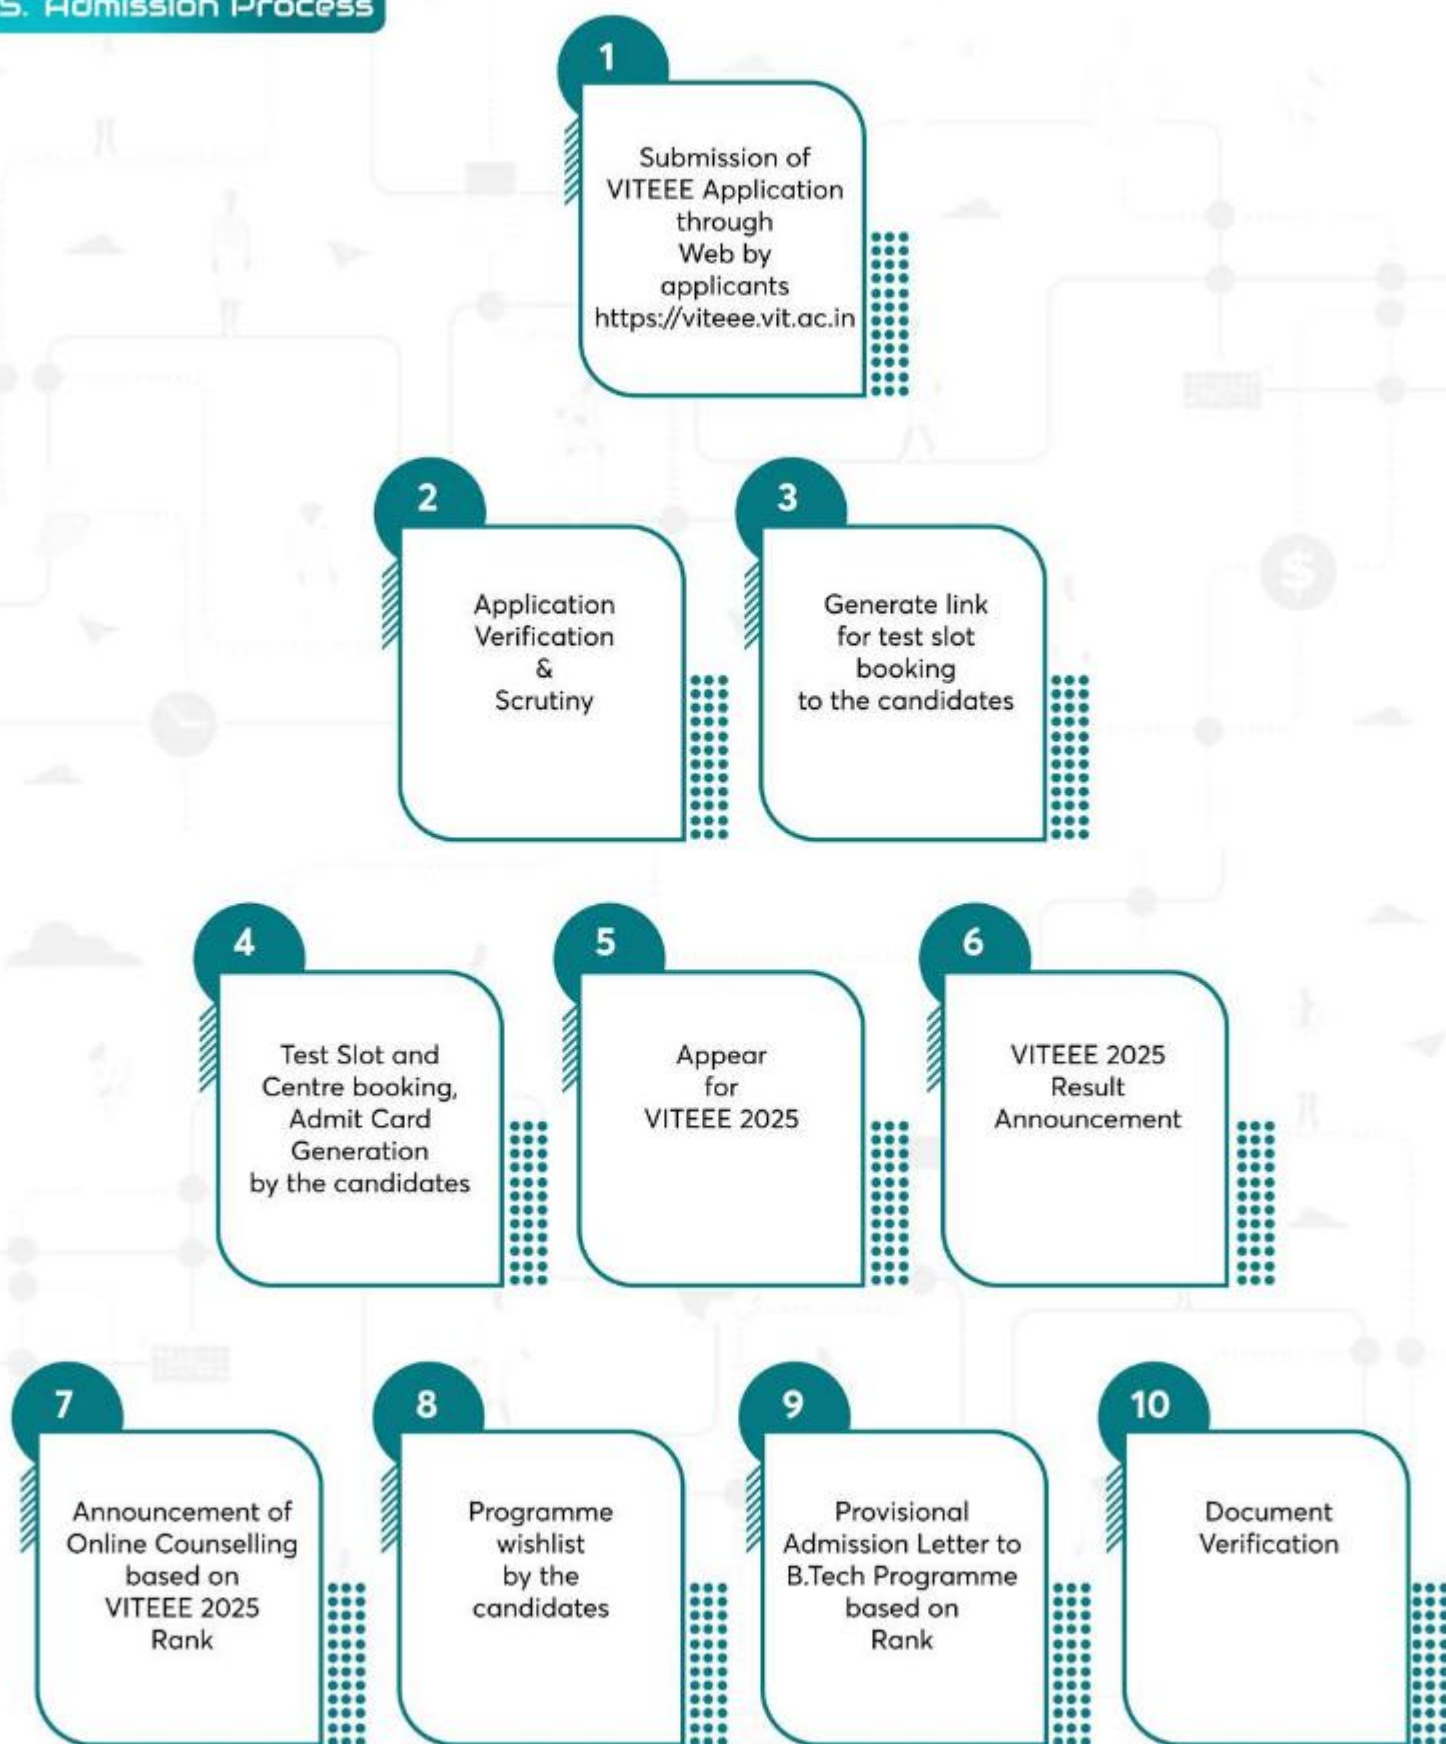 5. Admission Process
1
Submission of
VITEEE Application
through
Web by
applicants
https://viteee.vit.ac.in
2
Application
Verification
&
Scrutiny
3
Generate link
for test slot
booking
to the candidates
4
Test Slot and
Centre booking,
Admit Card
Generation
by the candidates
5
Appear
for
VITEEE 2025
6
VITEEE 2025
Result
Announcement
7
Announcement of
Online Counselling
based on
VITEEE 2025
Rank
8
Programme
wishlist
by the
candidates
9
Provisional
Admission Letter to
B.Tech Programme
based on
Rank
10
Document
Verification